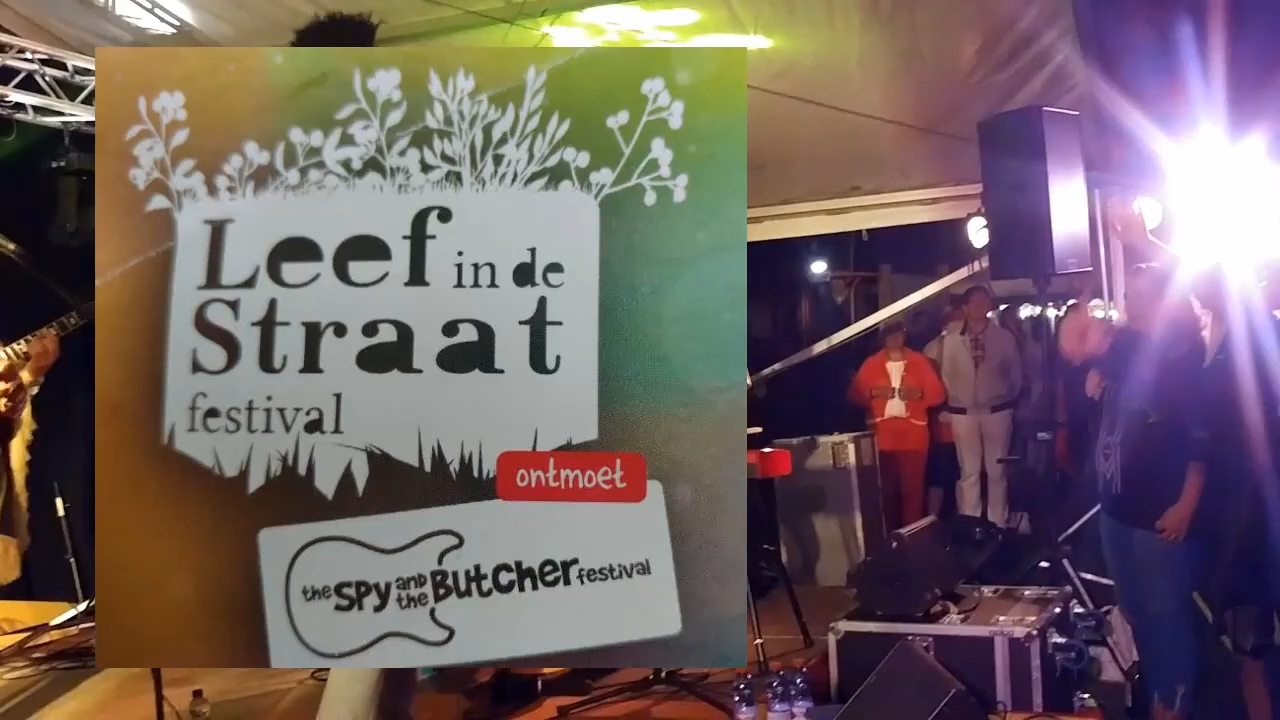 Leef in de
Straat
festival
ontmoet
the SPY and the Butcher festival